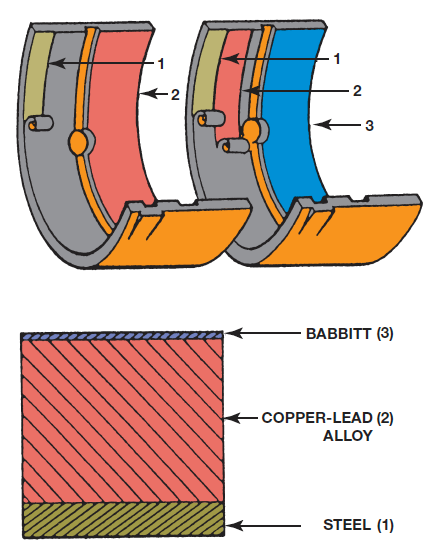 1
2
1
2
3
BABBITT (3)
COPPER-LEAD (2)
ALLOY
STEEL (1)